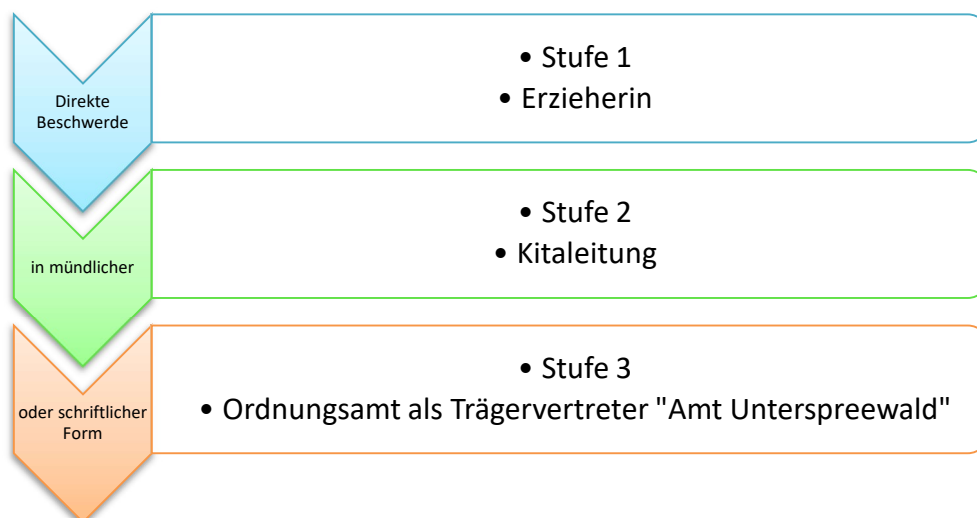 Direkte
Beschwerde
• Stufe 1
• Erzieherin
in mündlicher
• Stufe 2
• Kitaleitung
oder schriftlicher
Form
• Stufe 3
• Ordnungsamt als Trägervertreter "Amt Unterspreewald"